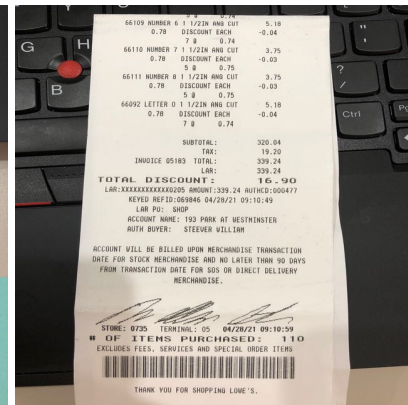 5 @ 0.74
66109 NUMBER 6 1 1/2IN ANG CUT 5.18
0.78 DISCOUNT EACH -0.04
7 @ 0.74
66110 NUMBER 7 1 1/2IN ANG CUT 3.75
0.78 DISCOUNT EACH -0.03
5 @ 0.75
66111 NUMBER 8 1 1/2IN ANG CUT 3.75
0.78 DISCOUNT EACH -0.03
5 @ 0.75
66092 LETTER O 1 1/2IN ANG CUT 5.18
0.78 DISCOUNT EACH -0.04
7 @ 0.74
SUBTOTAL: 320.04
TAX: 19.20
INVOICE 05183 TOTAL: 339.24
LAR: 339.24
TOTAL DISCOUNT: 16.90
LAR:XXXXXXXXXXXX0205 AMOUNT:339.24 AUTHCD:000477
KEYED REFID:069846 04/28/21 09:10:49
LAR PO: SHOP
ACCOUNT NAME: 193 PARK AT WESTMINSTER
AUTH BUYER: STEEVER WILLIAM
ACCOUNT WILL BE BILLED UPON MERCHANDISE TRANSACTION
DATE FOR STOCK MERCHANDISE AND NO LATER THAN 90 DAYS
FROM TRANSACTION DATE FOR SOS OR DIRECT DELIVERY
MERCHANDISE.
STORE: 0735 TERMINAL: 05 04/28/21 09:10:59
# OF ITEMS PURCHASED: 110
EXCLUDES FEES, SERVICES AND SPECIAL ORDER ITEMS
THANK YOU FOR SHOPPING LOWE'S.
G
H
B
?
/
"
'
Ctrl